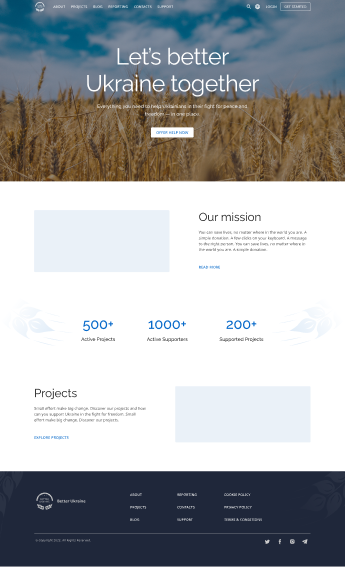 ABOUT PROJECTS BLOG REPORTING CONTACTS SUPPORT LOGIN GET STARTED
Let's better
Ukraine together
Everything you need to help Ukrainians in their fight for peace and
freedom — in one place.
OFFER HELP NOW
Our mission
You can save lives, no matter where in the world you are. A
simple donation. A few clicks on your keyboard. A message
to the right person. You can save lives, no matter where in
the world you are. A simple donation.
READ MORE
500+ 1000+ 200+
Active Projects Active Supporters Supported Projects
Projects
Small effort make big change. Discover our projects and how
can you support Ukraine in the fight for freedom. Small
effort make big change. Discover our projects.
EXPLORE PROJECTS
Better Ukraine
ABOUT REPORTING COOKIE POLICY
PROJECTS CONTACTS PRIVACY POLICY
BLOG SUPPORT TERMS & CONDITIONS
All Rights Reserved